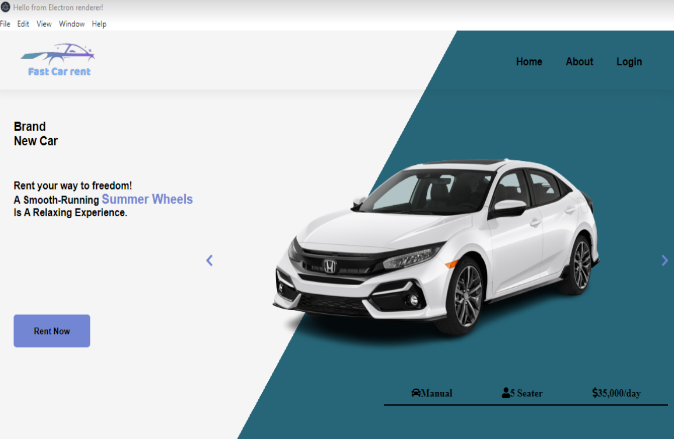 Hello from Electron renderer!
File Edit View Window Help
Fast Car rent
Home About Login
Brand
New Car
Rent your way to freedom!
A Smooth-Running Summer Wheels
Is A Relaxing Experience.
Rent Now
Manual 5 Seater $35,000/day